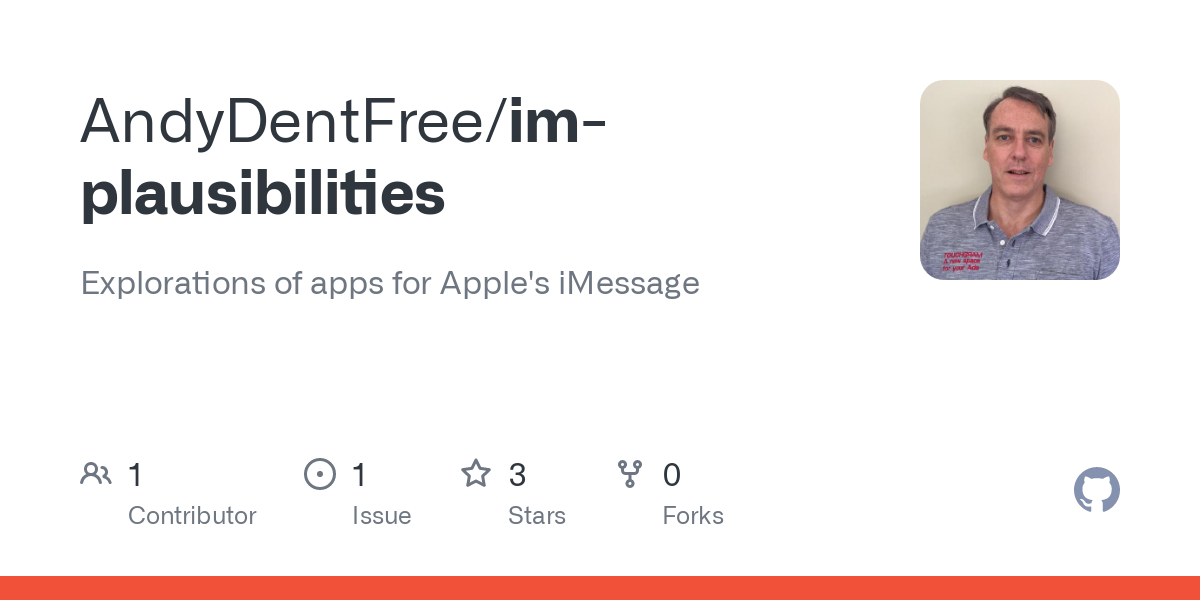 AndyDentFree/im-
plausibilities
Explorations of apps for Apple's iMessage
TOUCHGRAM
A new space
for your Ads
1
Contributor
1
Issue
3
Stars
0
Forks